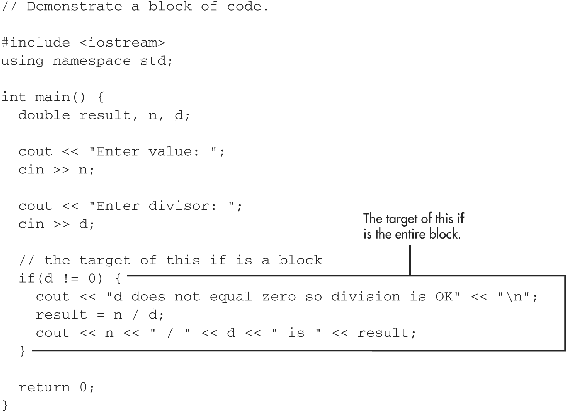 // Demonstrate a block of code.
#include <iostream>
using namespace std;
int main() {
double result, n, d;
cout << "Enter value: ";
cin >> n;
cout << "Enter divisor: ";
cin >> d;
The target of this if
is the entire block.
// the target of this if is a block
if(d != 0) {
cout << "d does not equal zero so division is OK" << "\n";
result = n / d;
cout << n << " / " << d << " is " << result;
}
return 0;
}